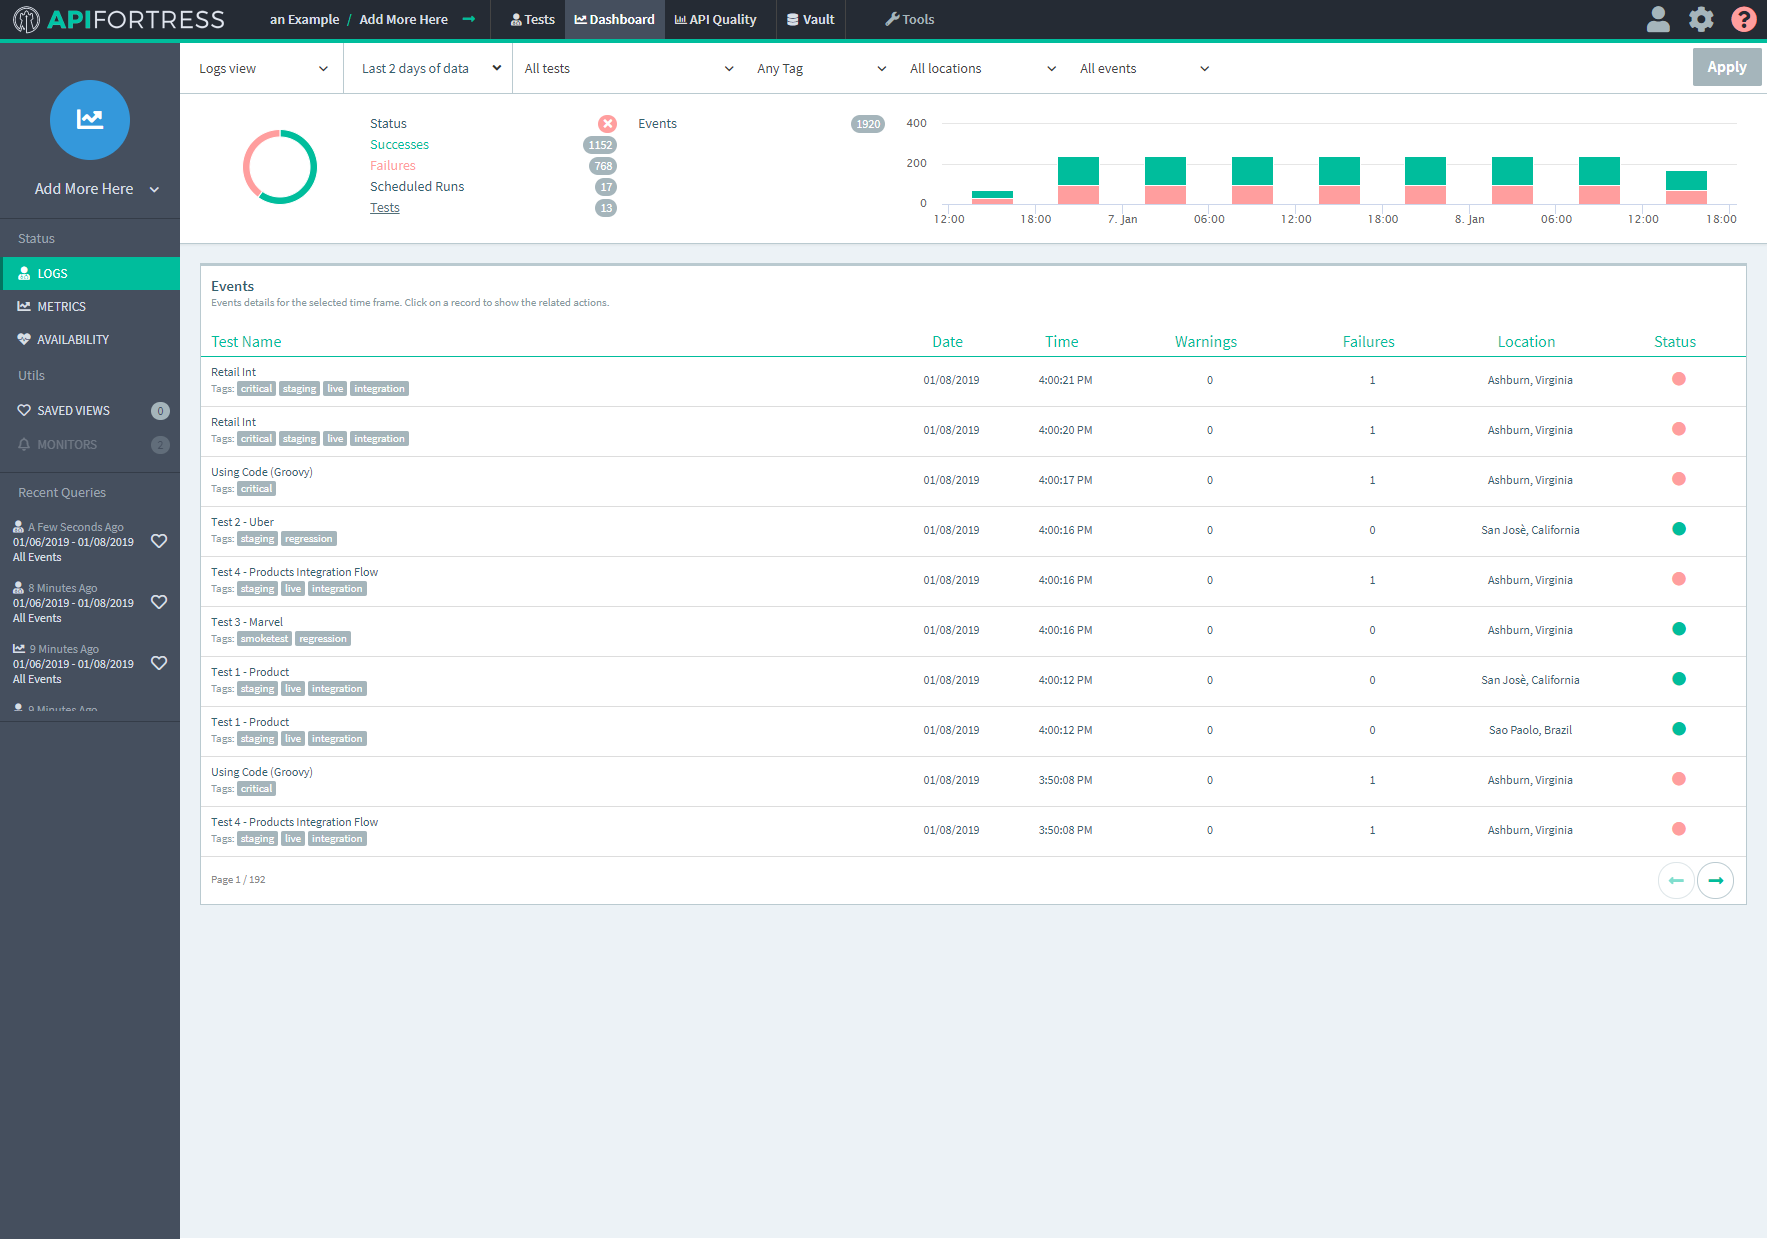 APIFORTRESS
an Example / Add More Here
Tests
Dashboard
API Quality
Vault
Tools
?
Add More Here
Status
LOGS
METRICS
AVAILABILITY
Utils
SAVED VIEWS 0
MONITORS 2
Recent Queries
A Few Seconds Ago
01/06/2019 - 01/08/2019
All Events
8 Minutes Ago
01/06/2019 - 01/08/2019
All Events
9 Minutes Ago
01/06/2019 - 01/08/2019
All Events
9 Minutes Ago
Logs view
Last 2 days of data
All tests
Any Tag
All locations
All events
Apply
Status
Successes 1152
Failures 768
Scheduled Runs 17
Tests 13
Events 1920
400
200
0
12:00 18:00 7. Jan 06:00 12:00 18:00 8. Jan 06:00 12:00 18:00
Events
Events details for the selected time frame. Click on a record to show the related actions.
Test Name Date Time Warnings Failures Location Status
Retail Int
Tags: critical staging live integration
01/08/2019 4:00:21 PM 0 1 Ashburn, Virginia
Retail Int
Tags: critical staging live integration
01/08/2019 4:00:20 PM 0 1 Ashburn, Virginia
Using Code (Groovy)
Tags: critical
01/08/2019 4:00:17 PM 0 1 Ashburn, Virginia
Test 2 - Uber
Tags: staging regression
01/08/2019 4:00:16 PM 0 0 San Josè, California
Test 4 - Products Integration Flow
Tags: staging live integration
01/08/2019 4:00:16 PM 0 1 Ashburn, Virginia
Test 3 - Marvel
Tags: smoketest regression
01/08/2019 4:00:16 PM 0 0 Ashburn, Virginia
Test 1 - Product
Tags: staging live integration
01/08/2019 4:00:12 PM 0 0 San Josè, California
Test 1 - Product
Tags: staging live integration
01/08/2019 4:00:12 PM 0 0 Sao Paolo, Brazil
Using Code (Groovy)
Tags: critical
01/08/2019 3:50:08 PM 0 1 Ashburn, Virginia
Test 4 - Products Integration Flow
Tags: staging live integration
01/08/2019 3:50:08 PM 0 1 Ashburn, Virginia
Page 1 / 192